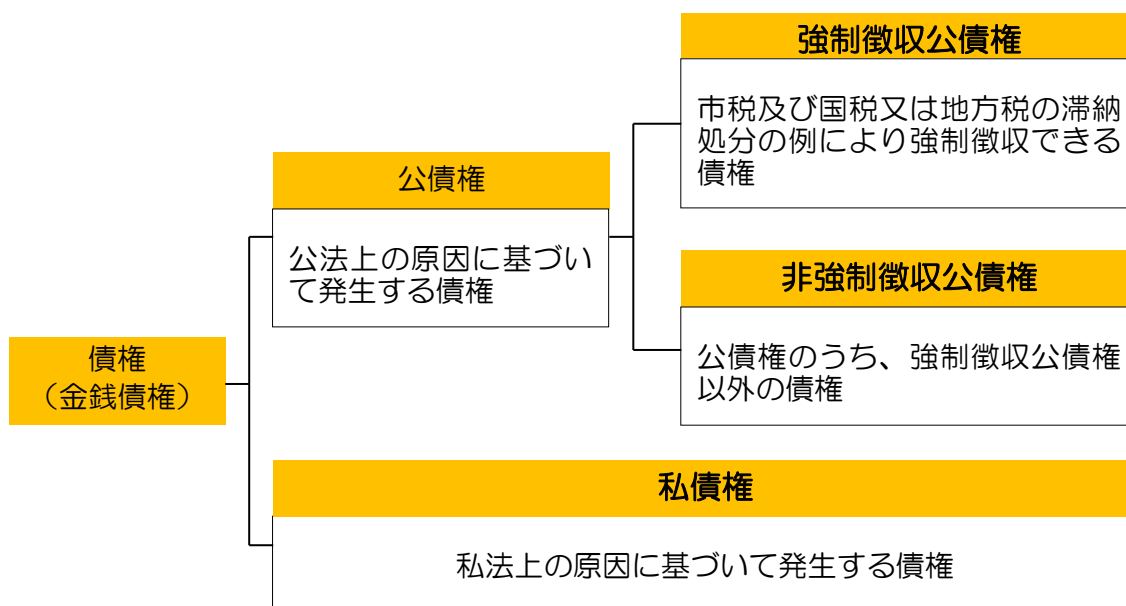 強制徴収公債権
市税及び国税又は地方税の滞納
処分の例により強制徴収できる
債権
公債権
公法上の原因に基づい
て発生する債権
非強制徴収公債権
公債権のうち、強制徴収公債権
以外の債権
債権
（金銭債権）
私債権
私法上の原因に基づいて発生する債権